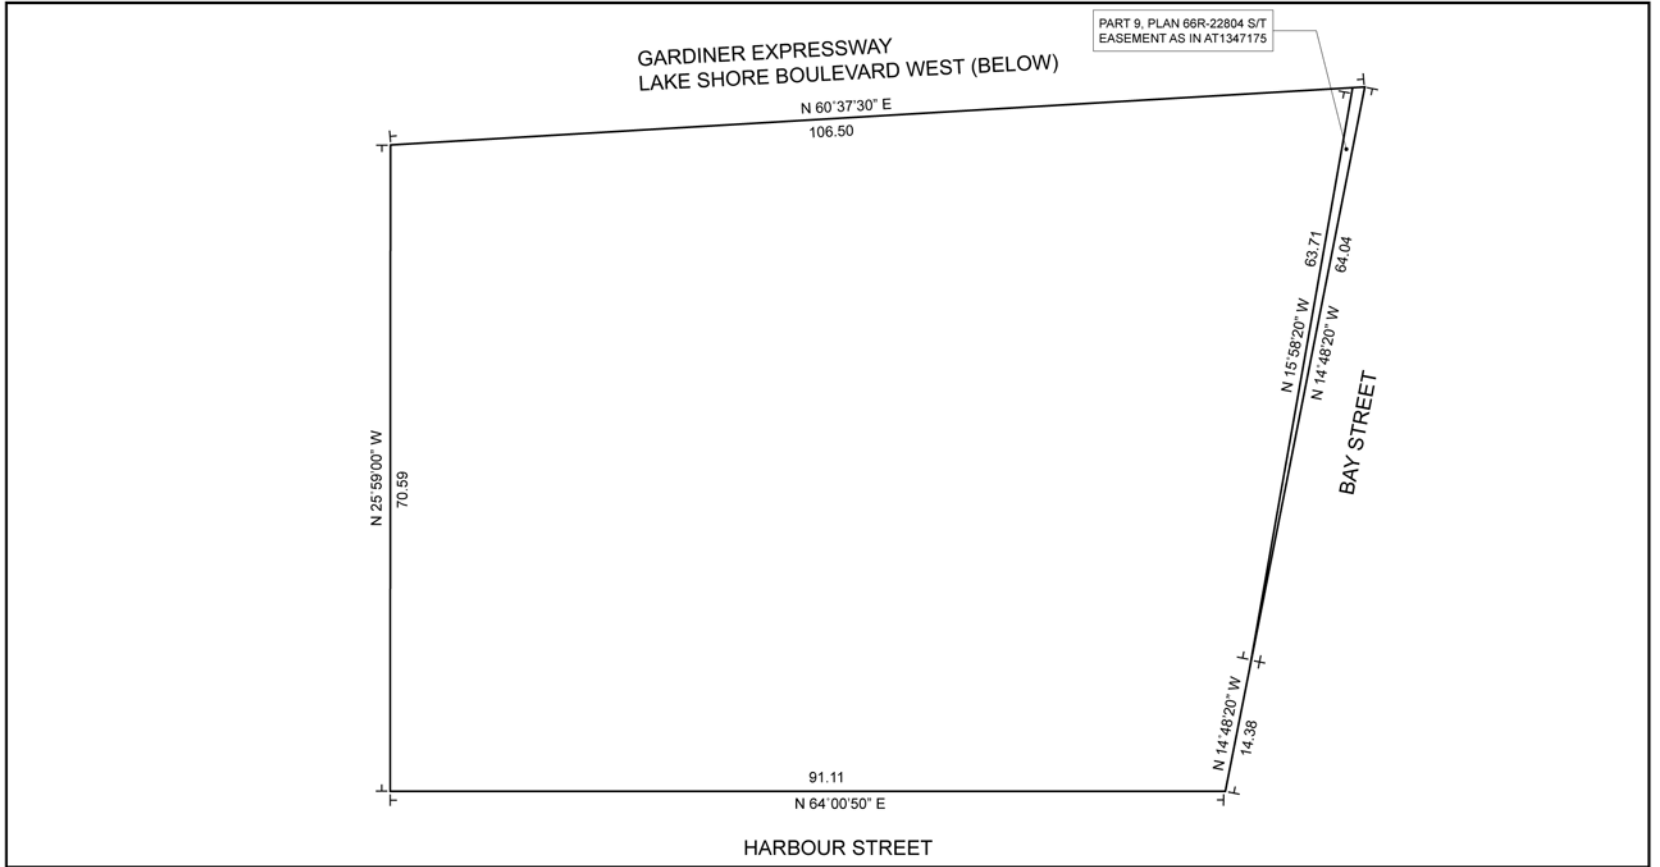 PART 9, PLAN 66R-22804 S/T
EASEMENT AS IN AT1347175
GARDINER EXPRESSWAY
LAKE SHORE BOULEVARD WEST (BELOW)
N 60°37'30" E
106.50
63.71
64.04
N 15°58'20" W
N 14°48'20" W
BAY STREET
N 25°59'00" W
70.59
N 14°48'20" W
14.38
91.11
N 64°00'50" E
HARBOUR STREET